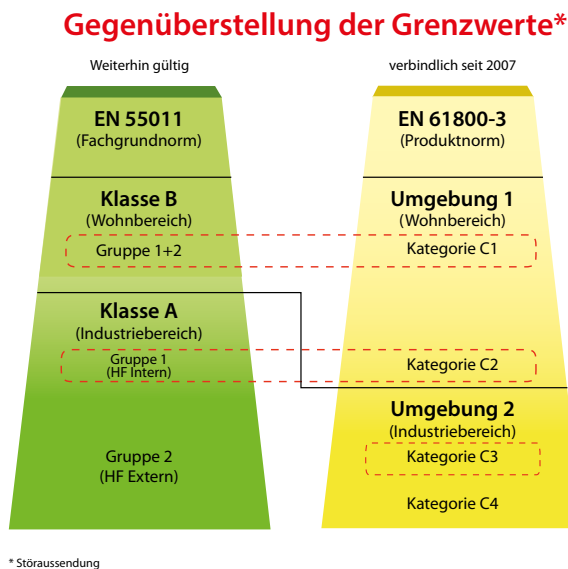 Gegenüberstellung der Grenzwerte*
Weiterhin gültig
EN 55011
(Fachgrundnorm)
Klasse B
(Wohnbereich)
Gruppe 1+2
Klasse A
(Industriebereich)
Gruppe 1
(HF Intern)
Gruppe 2
(HF Extern)
verbindlich seit 2007
EN 61800-3
(Produktnorm)
Umgebung 1
(Wohnbereich)
Kategorie C1
Kategorie C2
Umgebung 2
(Industriebereich)
Kategorie C3
Kategorie C4
* Störaussendung